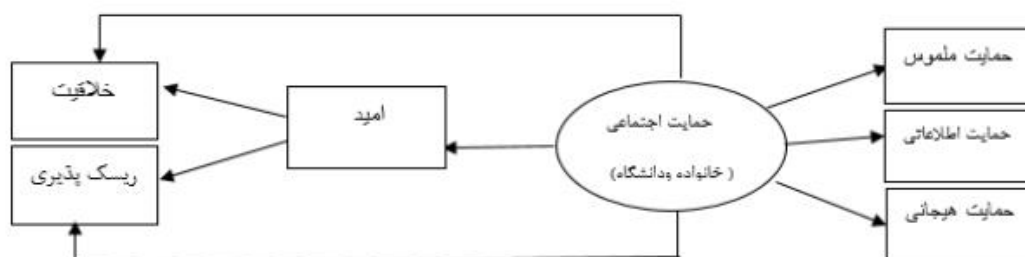 حمایت ملموس
حمایت اطلاعاتی
حمایت هیجانی
حمایت اجتماعی
( خانواده ودانشگاه)
امید
خلاقیت
ریسک پذیری